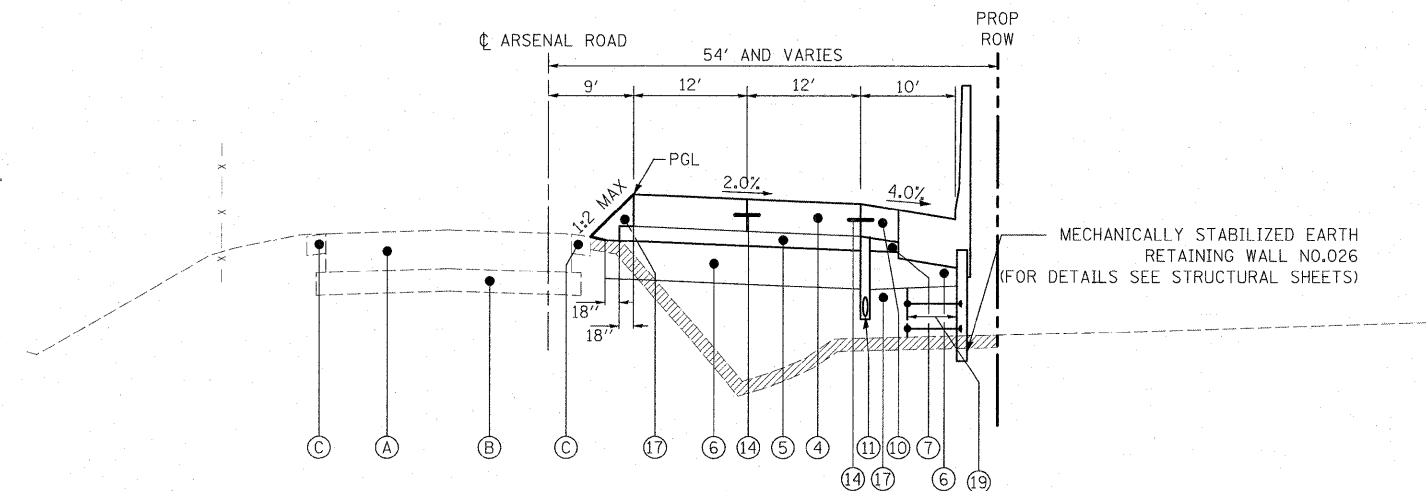 PROP
ROW
℄ ARSENAL ROAD
54' AND VARIES
9'
12'
12'
10'
PGL
1:2 MAX
2.0%
4.0%
X
X
X
MECHANICALLY STABILIZED EARTH
RETAINING WALL NO.026
(FOR DETAILS SEE STRUCTURAL SHEETS)
18''
18''
C
A
B
C
17
6
14
5
4
11
10
7
6
14
17
19